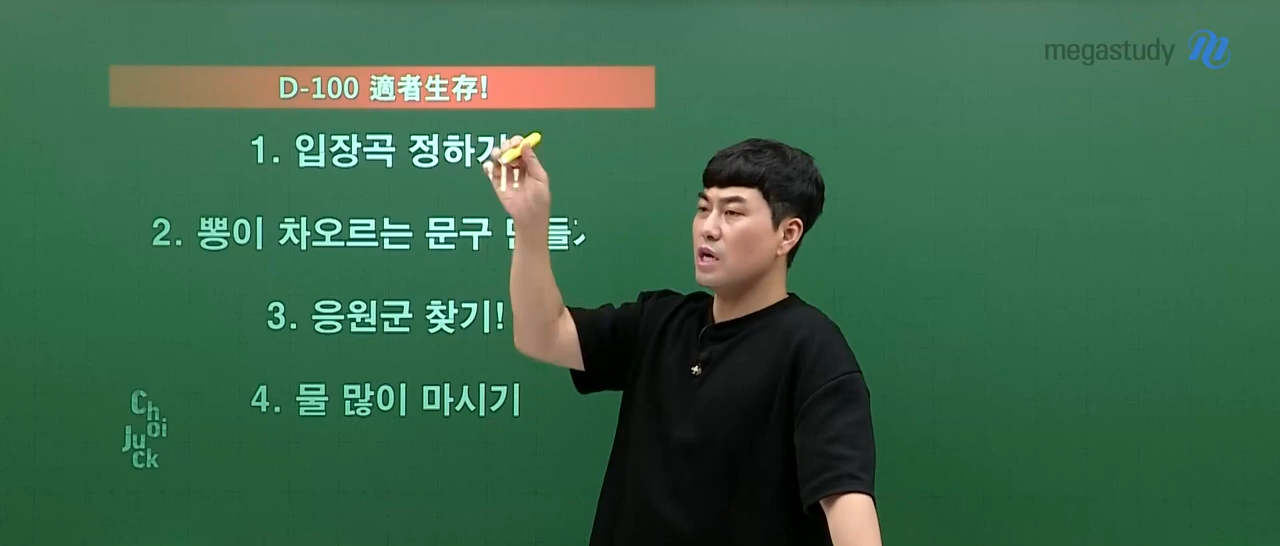 megastudy
D-100 適者生存!
1. 입장곡 정하기
2. 뽕이 차오르는 문구
3. 응원군 찾기!
4. 물 많이 마시기
Choi
Juck